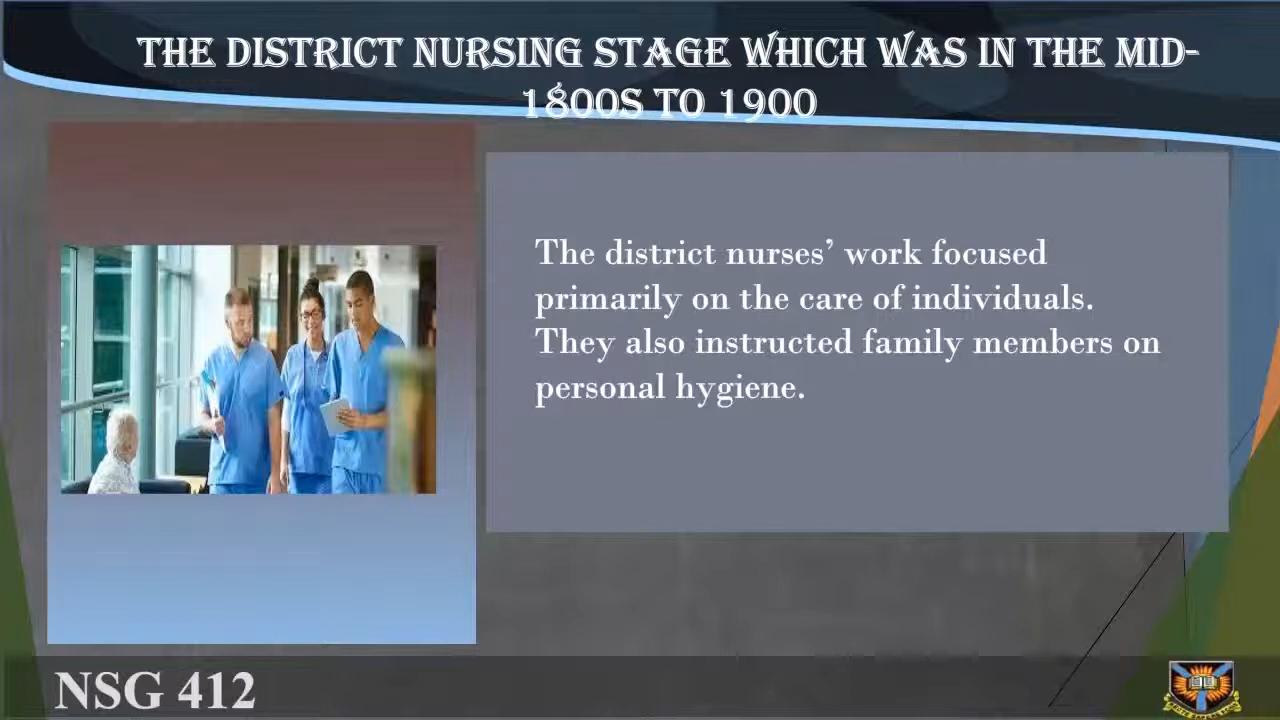 THE DISTRICT NURSING STAGE WHICH WAS IN THE MID-
1800S TO 1900
The district nurses’ work focused
primarily on the care of individuals.
They also instructed family members on
personal hygiene.
NSG 412